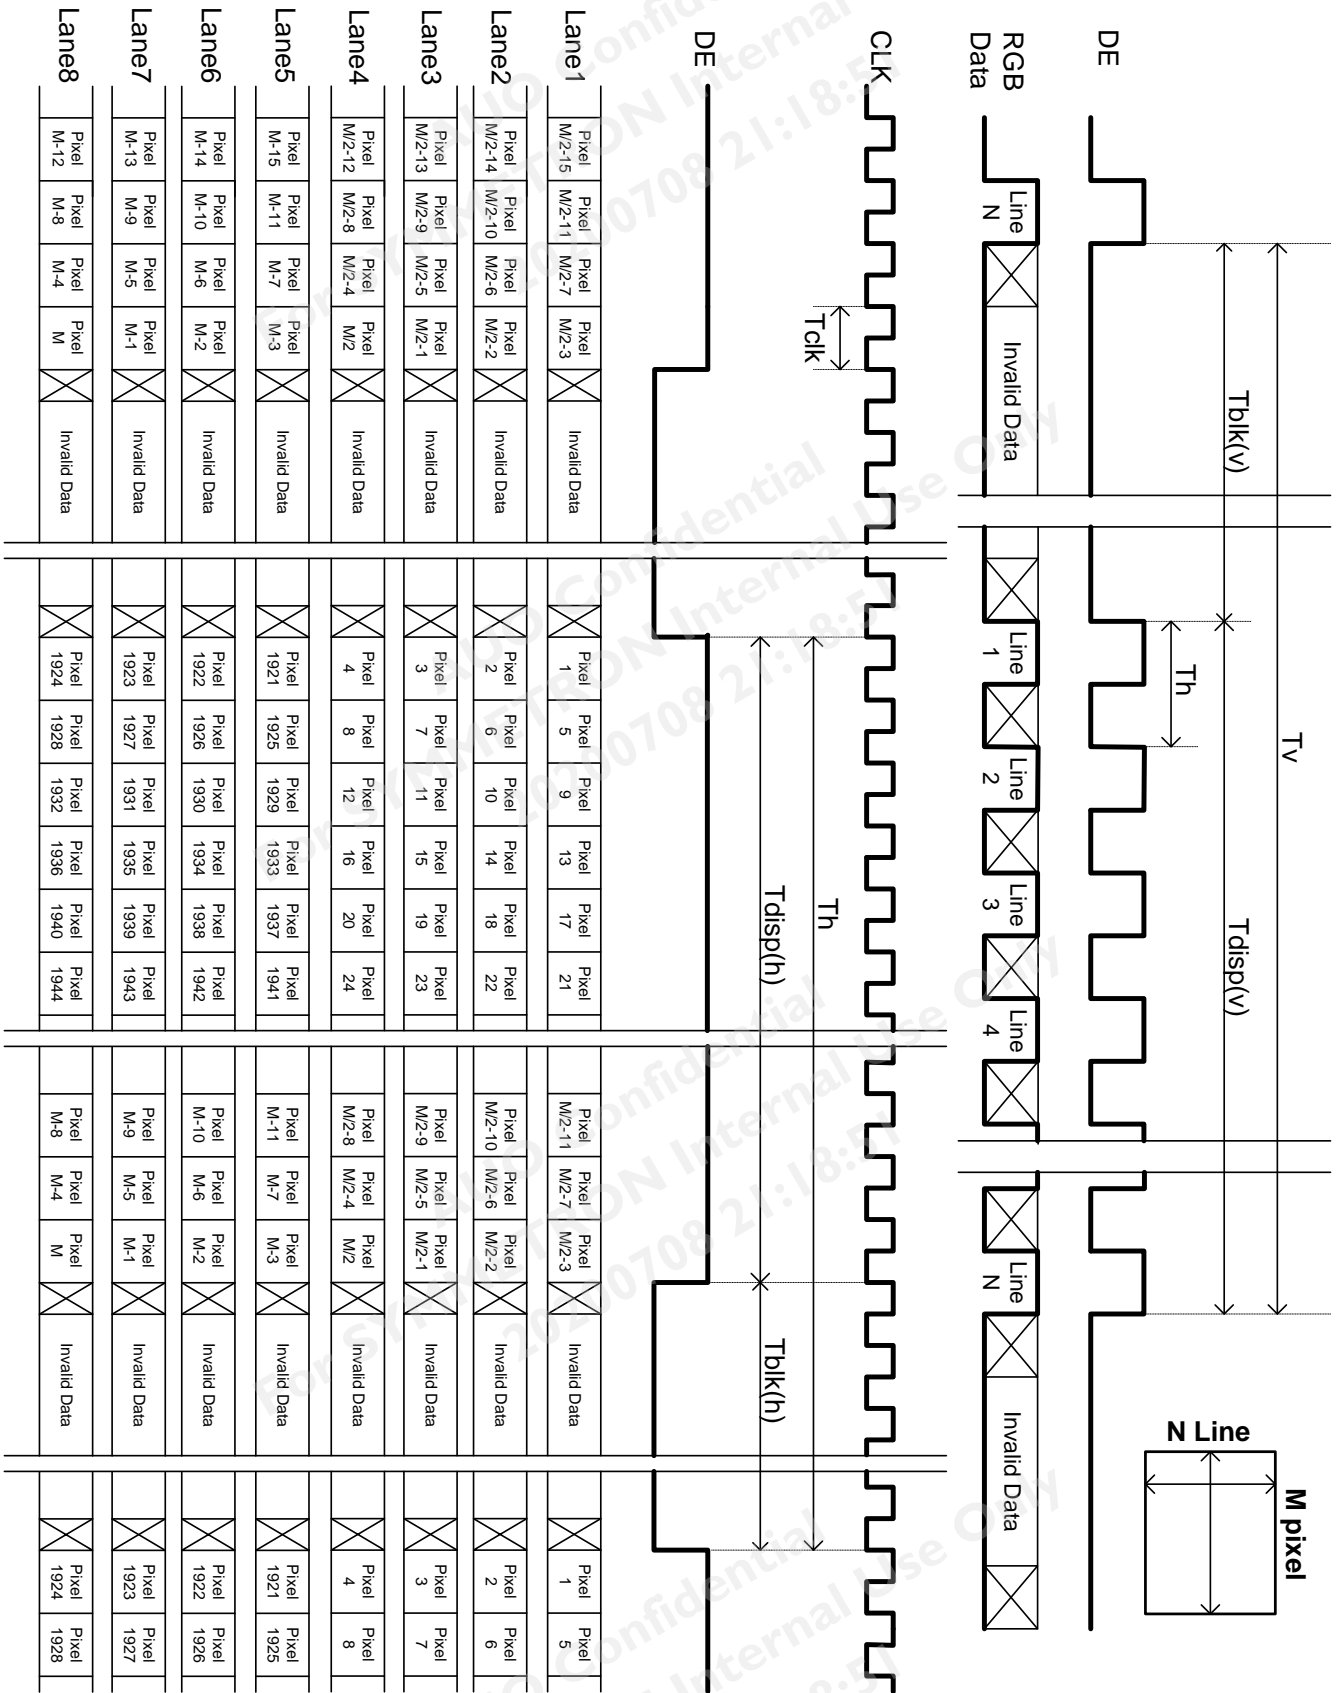 DE
RGB
Data
Line
N
Invalid Data
Line
1
Line
2
Line
3
Line
4
Line
N
Invalid Data
Tv
Tblk(v)
Tdisp(v)
Th
N Line
M pixel
CLK
Tclk
DE
Th
Tdisp(h)
Tblk(h)
Lane1
Pixel M/2-15 Pixel M/2-11 Pixel M/2-7 Pixel M/2-3 Invalid Data Pixel 1 Pixel 5 Pixel 9 Pixel 13 Pixel 17 Pixel 21 Pixel M/2-11 Pixel M/2-7 Pixel M/2-3 Invalid Data Pixel 1 Pixel 5
Lane2
Pixel M/2-14 Pixel M/2-10 Pixel M/2-6 Pixel M/2-2 Invalid Data Pixel 2 Pixel 6 Pixel 10 Pixel 14 Pixel 18 Pixel 22 Pixel M/2-10 Pixel M/2-6 Pixel M/2-2 Invalid Data Pixel 2 Pixel 6
Lane3
Pixel M/2-13 Pixel M/2-9 Pixel M/2-5 Pixel M/2-1 Invalid Data Pixel 3 Pixel 7 Pixel 11 Pixel 15 Pixel 19 Pixel 23 Pixel M/2-9 Pixel M/2-5 Pixel M/2-1 Invalid Data Pixel 3 Pixel 7
Lane4
Pixel M/2-12 Pixel M/2-8 Pixel M/2-4 Pixel M/2 Invalid Data Pixel 4 Pixel 8 Pixel 12 Pixel 16 Pixel 20 Pixel 24 Pixel M/2-8 Pixel M/2-4 Pixel M/2 Invalid Data Pixel 4 Pixel 8
Lane5
Pixel M-15 Pixel M-11 Pixel M-7 Pixel M-3 Invalid Data Pixel 1921 Pixel 1925 Pixel 1929 Pixel 1933 Pixel 1937 Pixel 1941 Pixel M-11 Pixel M-7 Pixel M-3 Invalid Data Pixel 1921 Pixel 1925
Lane6
Pixel M-14 Pixel M-10 Pixel M-6 Pixel M-2 Invalid Data Pixel 1922 Pixel 1926 Pixel 1930 Pixel 1934 Pixel 1938 Pixel 1942 Pixel M-10 Pixel M-6 Pixel M-2 Invalid Data Pixel 1922 Pixel 1926
Lane7
Pixel M-13 Pixel M-9 Pixel M-5 Pixel M-1 Invalid Data Pixel 1923 Pixel 1927 Pixel 1931 Pixel 1935 Pixel 1939 Pixel 1943 Pixel M-9 Pixel M-5 Pixel M-1 Invalid Data Pixel 1923 Pixel 1927
Lane8
Pixel M-12 Pixel M-8 Pixel M-4 Pixel M Invalid Data Pixel 1924 Pixel 1928 Pixel 1932 Pixel 1936 Pixel 1940 Pixel 1944 Pixel M-8 Pixel M-4 Pixel M Invalid Data Pixel 1924 Pixel 1928
AUO Confidential
For SYMMETRON Internal Use Only
20200708 21:18:51